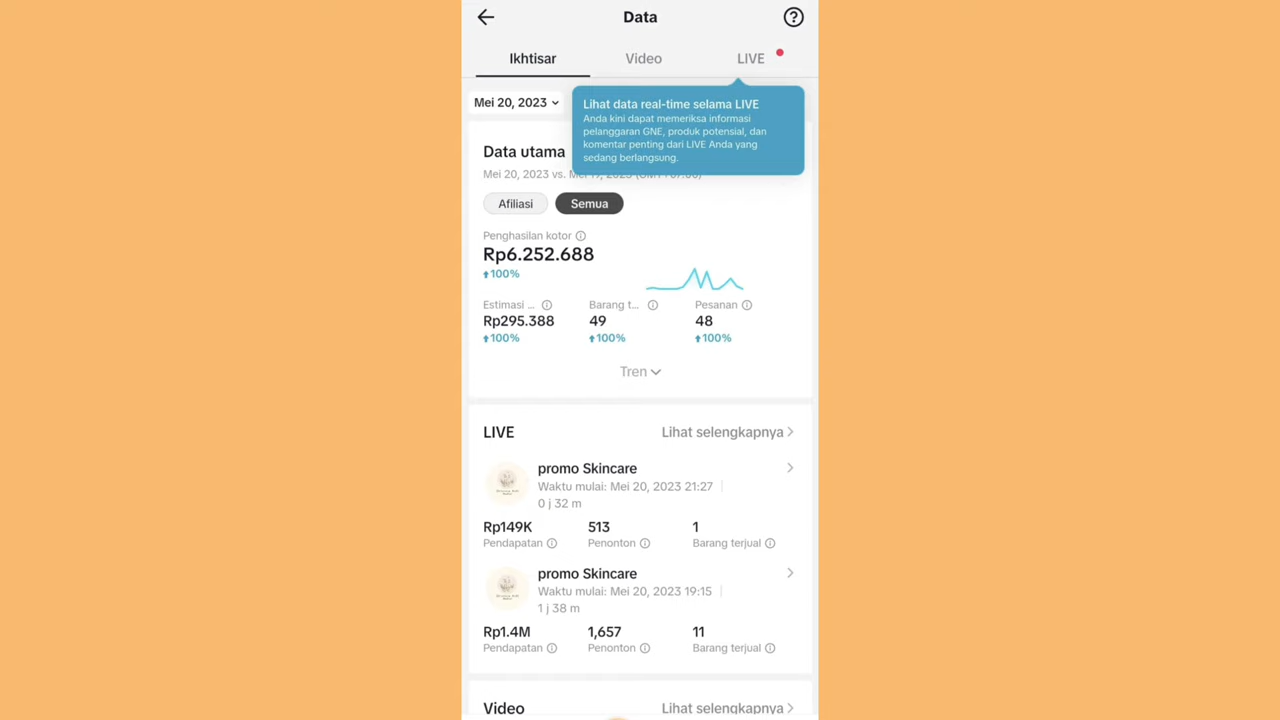 Data
Ikhtisar
Video
LIVE
Mei 20, 2023
Lihat data real-time selama LIVE
Anda kini dapat memeriksa informasi
pelanggaran GNE, produk potensial, dan
komentar penting dari LIVE Anda yang
sedang berlangsung.
Data utama
Mei 20, 2023 vs.
Afiliasi
Semua
Penghasilan kotor
Rp6.252.688
100%
Estimasi ...
Barang t...
Pesanan
Rp295.388
49
48
100%
100%
100%
Tren
LIVE
Lihat selengkapnya
promo Skincare
Waktu mulai: Mei 20, 2023 21:27
0 j 32 m
Rp149K
513
1
Pendapatan
Penonton
Barang terjual
promo Skincare
Waktu mulai: Mei 20, 2023 19:15
1 j 38 m
Rp1.4M
1,657
11
Pendapatan
Penonton
Barang terjual
Video
Lihat selengkapnya